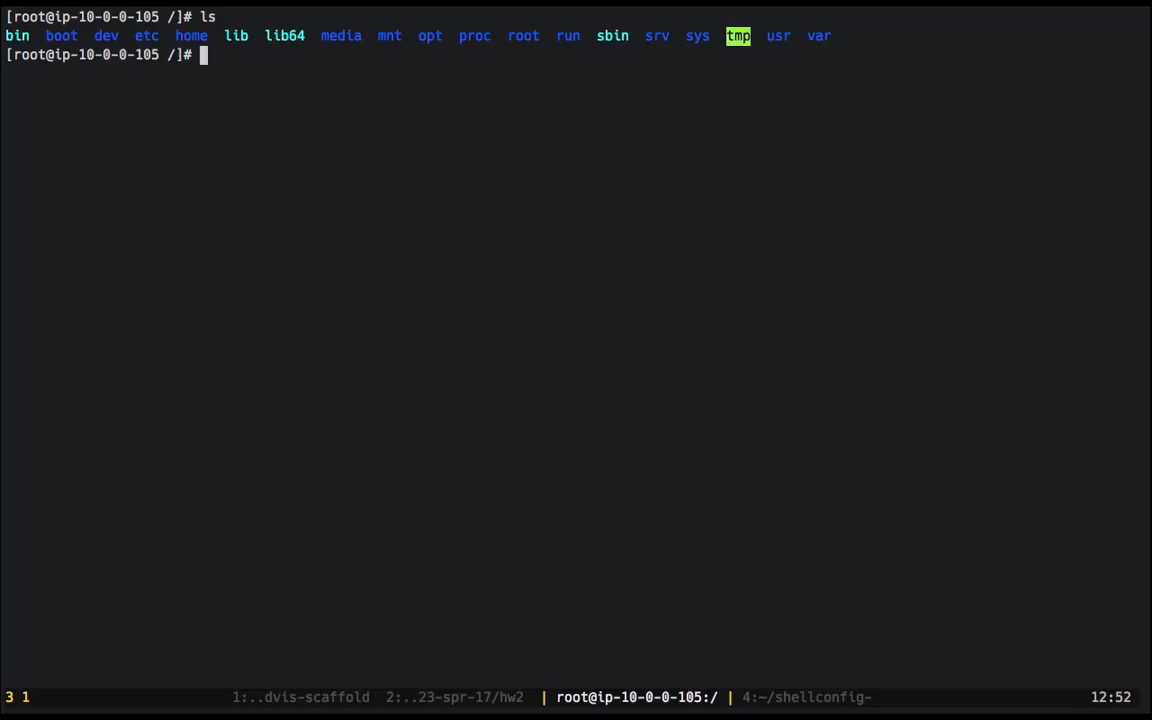 [root@ip-10-0-0-105 /]# ls
bin boot dev etc home lib lib64 media mnt opt proc root run sbin srv sys tmp usr var
[root@ip-10-0-0-105 /]#
3 1 1:..dvis-scaffold 2:..23-spr-17/hw2 | root@ip-10-0-0-105:/ | 4:~/shellconfig- 12:52